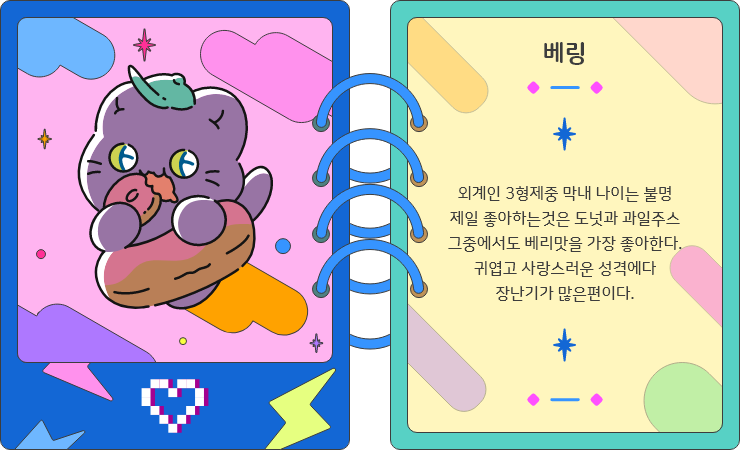 베링
외계인 3형제중 막내 나이는 불명
제일 좋아하는것은 도넛과 과일주스
그중에서도 베리맛을 가장 좋아한다.
귀엽고 사랑스러운 성격에다
장난기가 많은편이다.